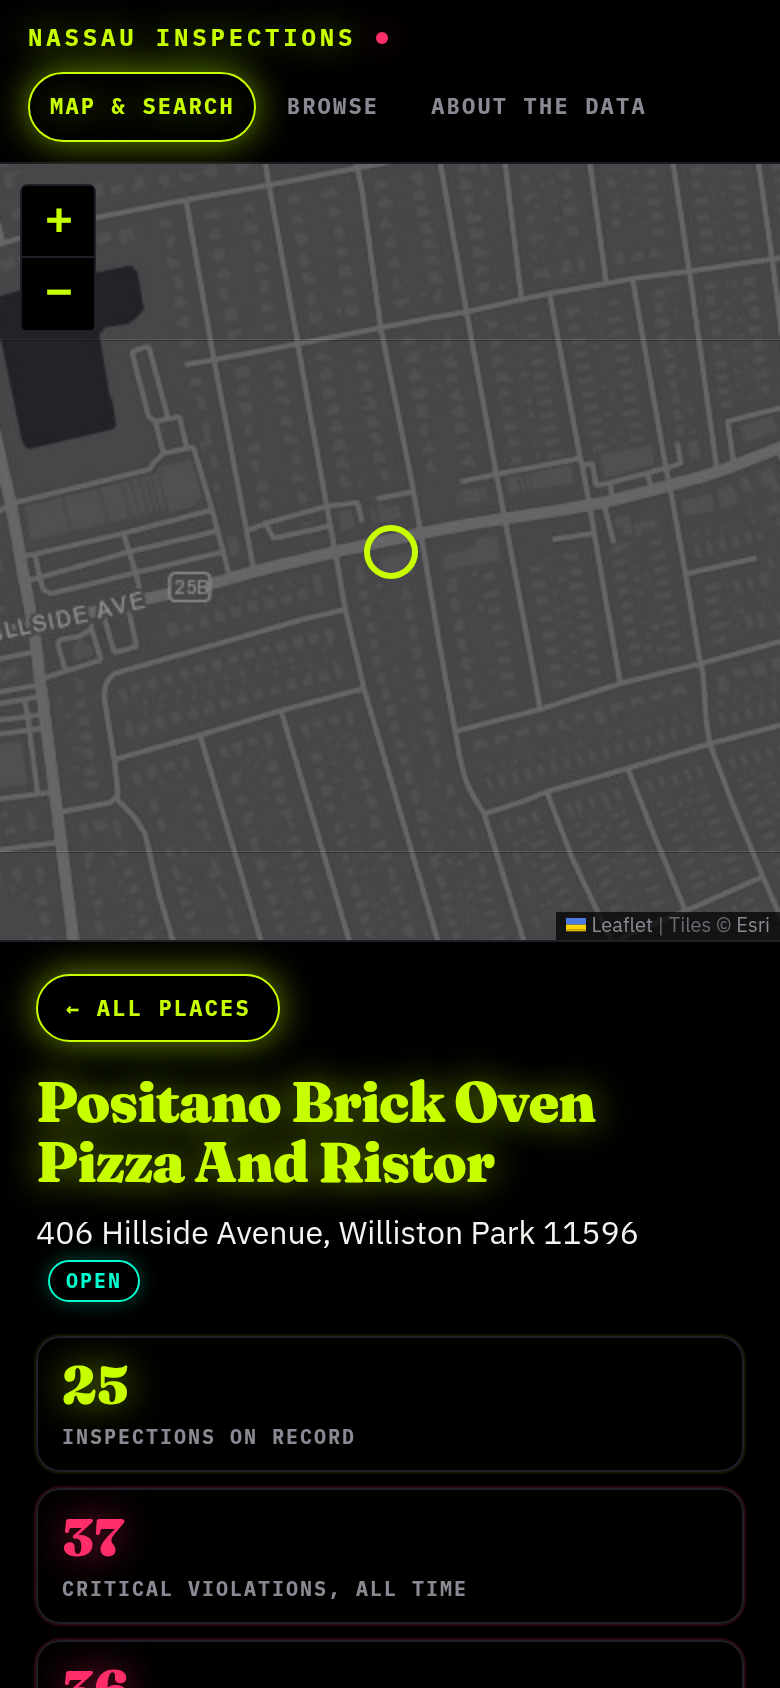 NASSAU INSPECTIONS
MAP & SEARCH
BROWSE
ABOUT THE DATA
+
−
25B
AVE
Leaflet | Tiles © Esri
← ALL PLACES
Positano Brick Oven
Pizza And Ristor
406 Hillside Avenue, Williston Park 11596
OPEN
25
INSPECTIONS ON RECORD
37
CRITICAL VIOLATIONS, ALL TIME
36